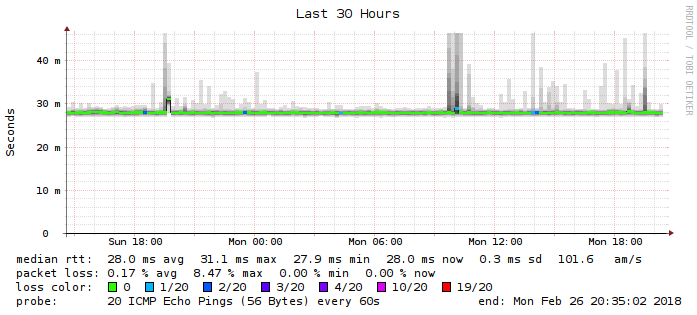 Last 30 Hours
RRDTOOL / TOBI OETIKER
Seconds
40 m
30 m
20 m
10 m
0
Sun 18:00 Mon 00:00 Mon 06:00 Mon 12:00 Mon 18:00
median rtt: 28.0 ms avg 31.1 ms max 27.9 ms min 28.0 ms now 0.3 ms sd 101.6 am/s
packet loss: 0.17 % avg 8.47 % max 0.00 % min 0.00 % now
loss color: 0 1/20 2/20 3/20 4/20 10/20 19/20
probe: 20 ICMP Echo Pings (56 Bytes) every 60s end: Mon Feb 26 20:35:02 2018